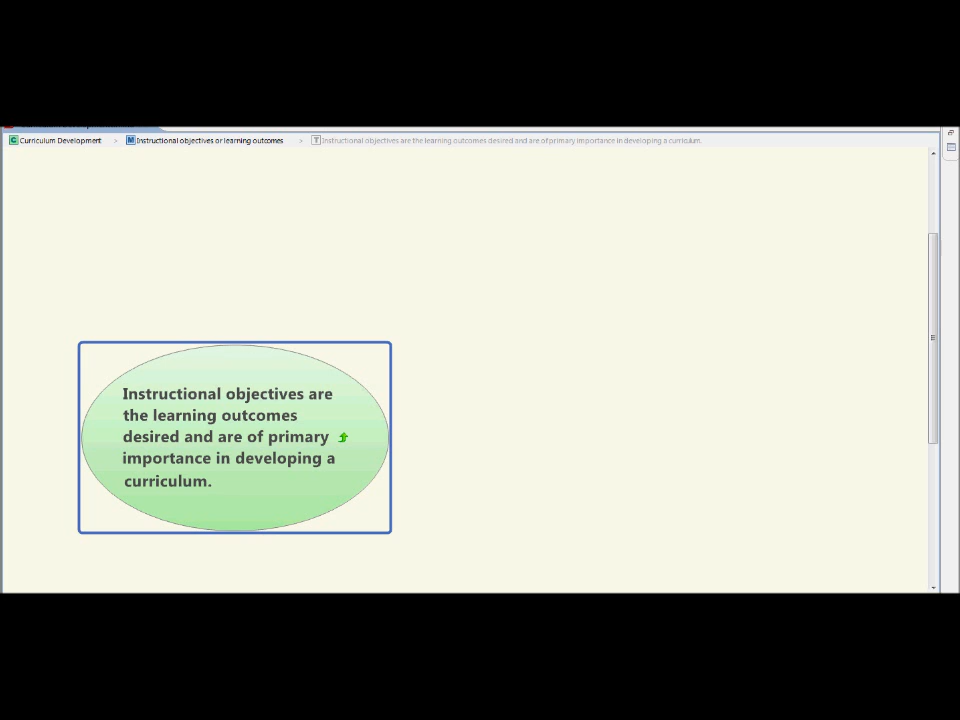 C Curriculum Development > M Instructional objectives or learning outcomes > T Instructional objectives are the learning outcomes desired and are of primary importance in developing a curriculum.
Instructional objectives are
the learning outcomes
desired and are of primary
importance in developing a
curriculum.